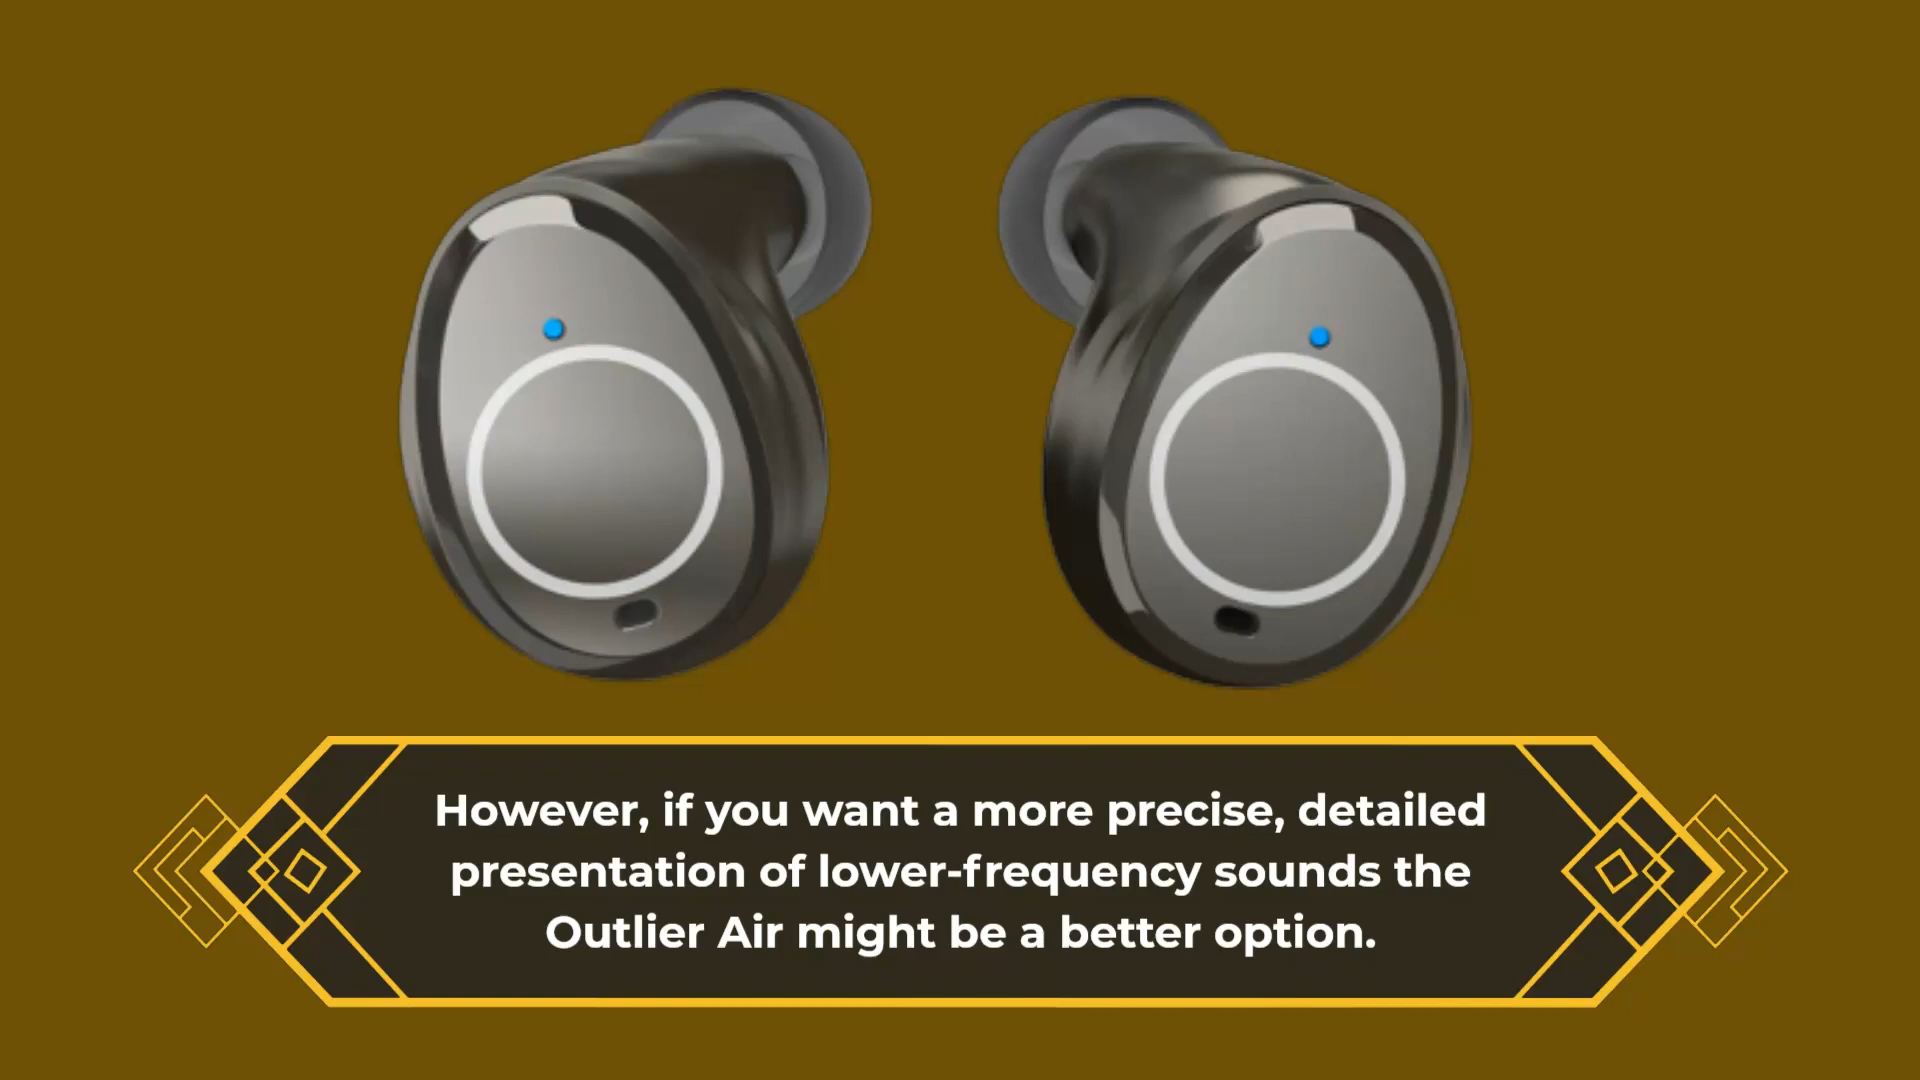 However, if you want a more precise, detailed
presentation of lower-frequency sounds the
Outlier Air might be a better option.